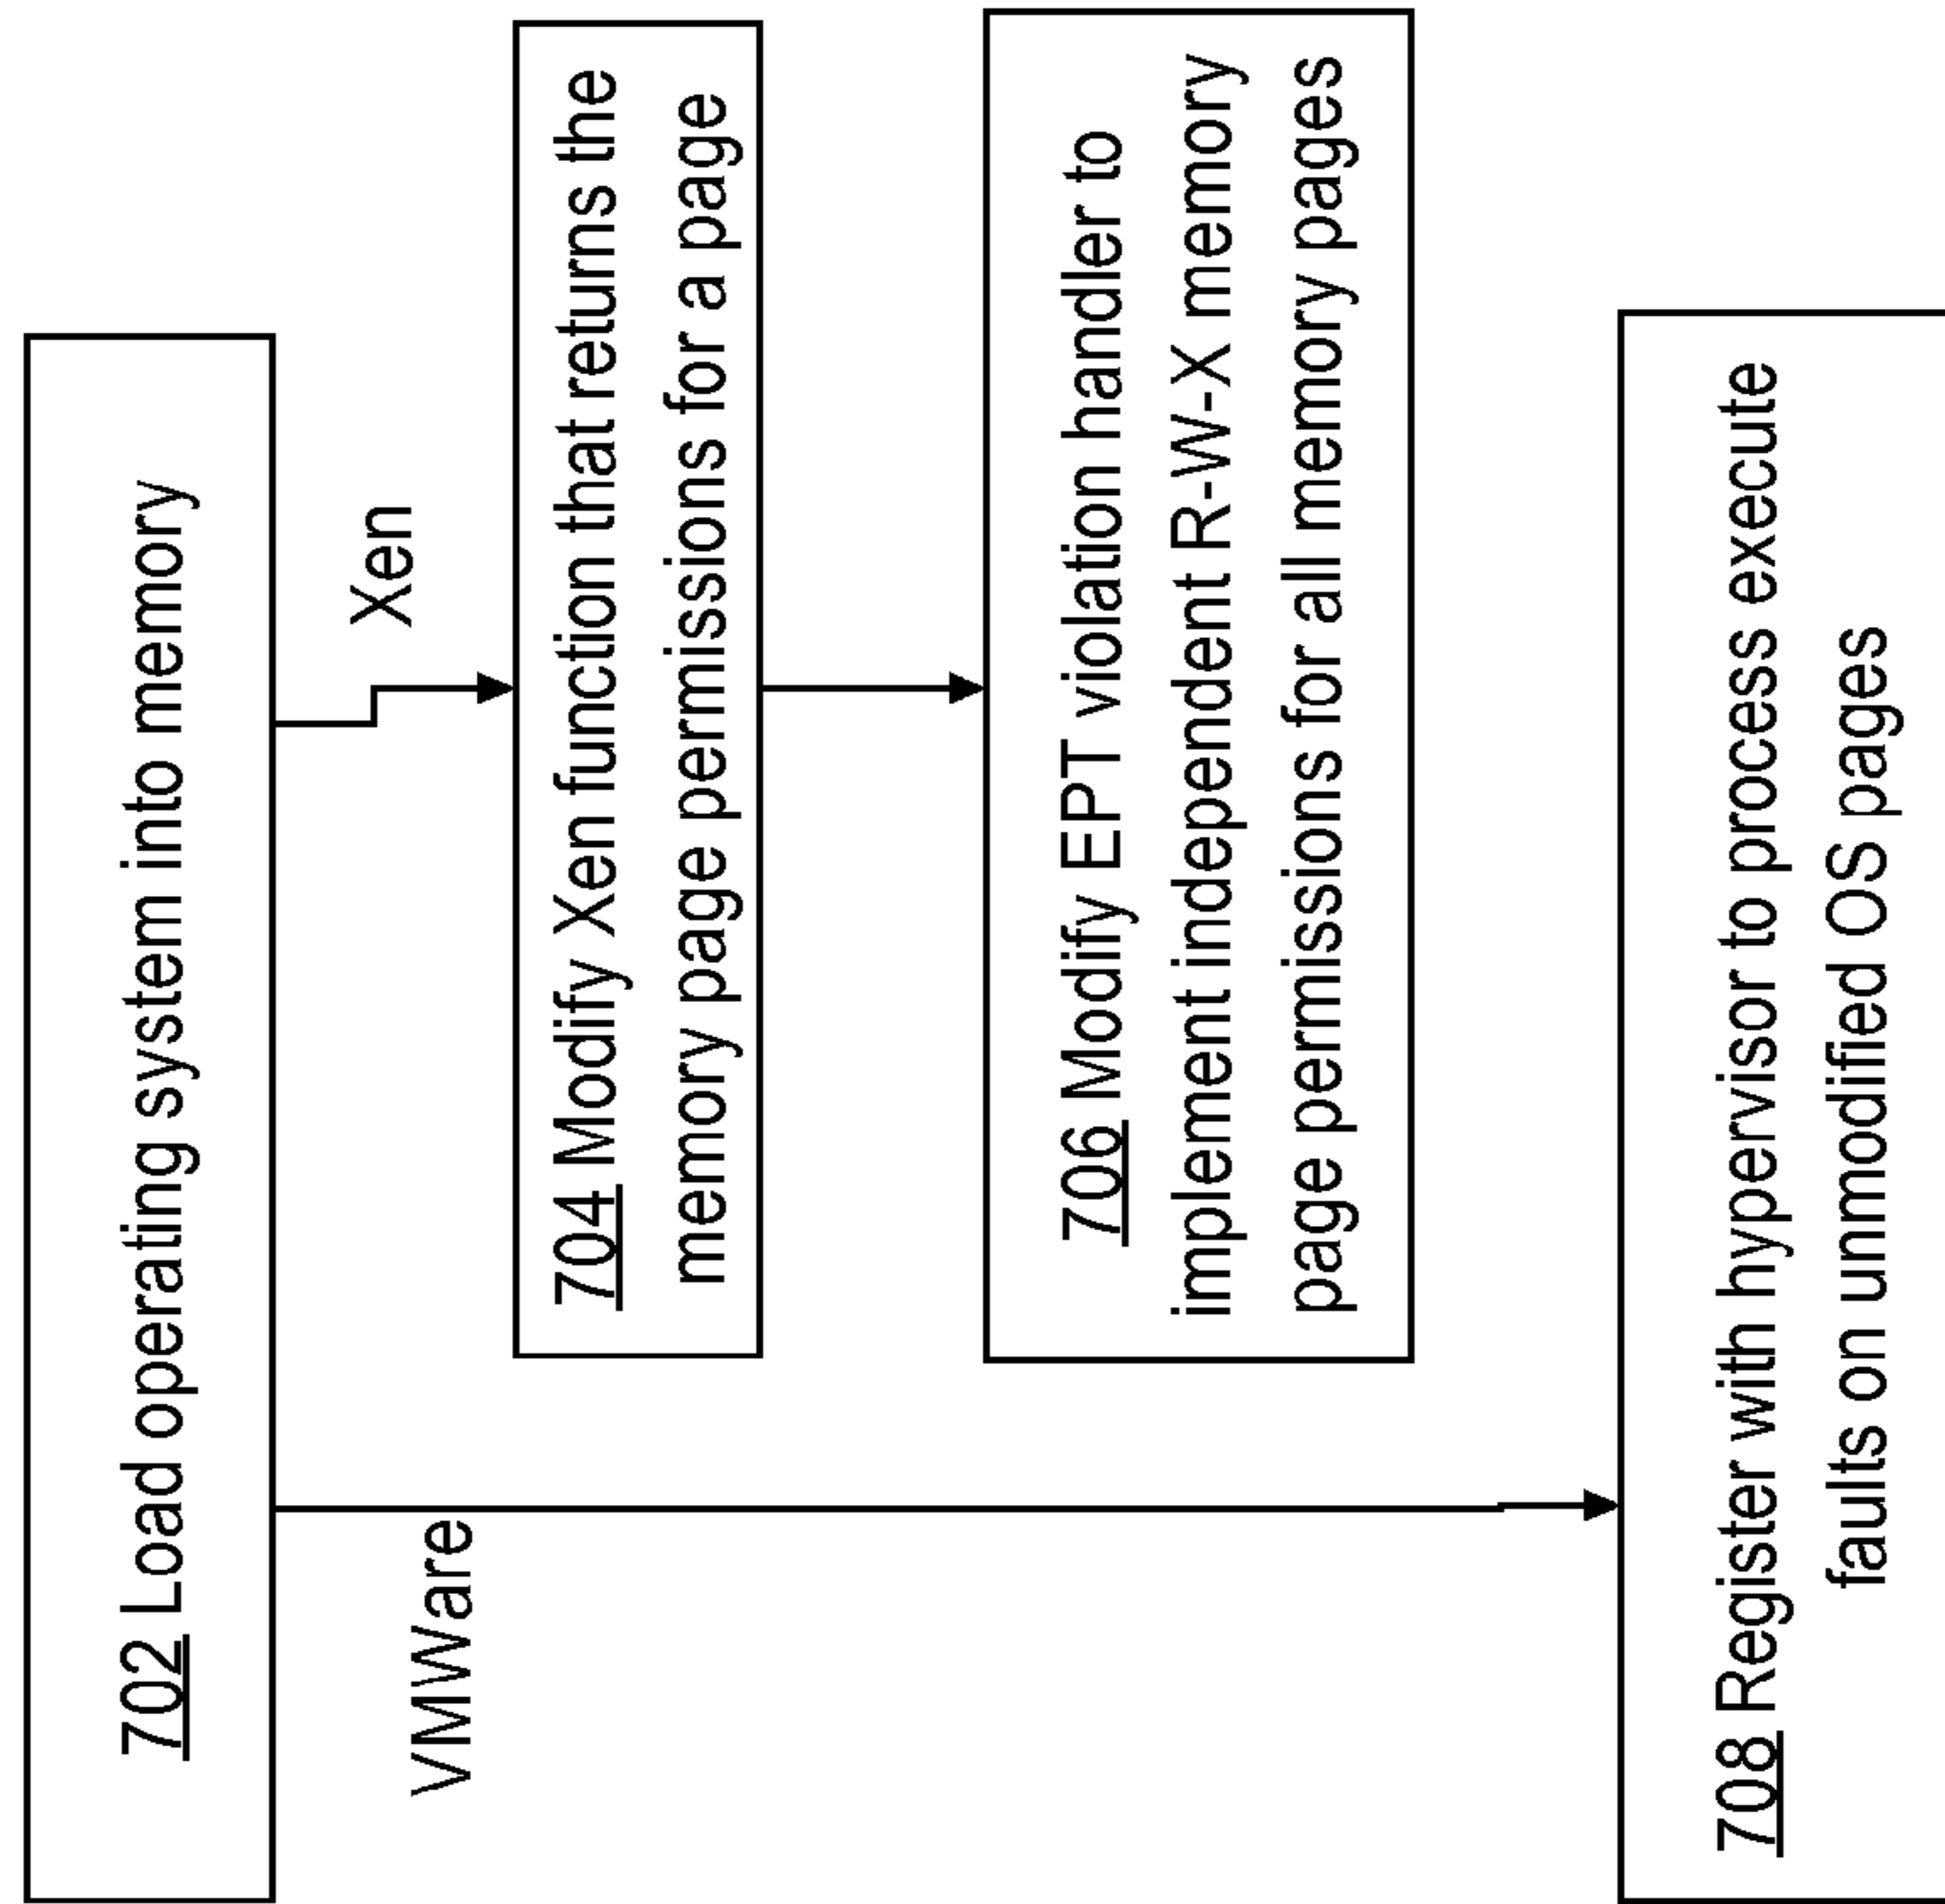 702 Load operating system into memory
Xen
VMWare
704 Modify Xen function that returns the
memory page permissions for a page
706 Modify EPT violation handler to
implement independent R-W-X memory
page permissions for all memory pages
708 Register with hypervisor to process execute
faults on unmodified OS pages